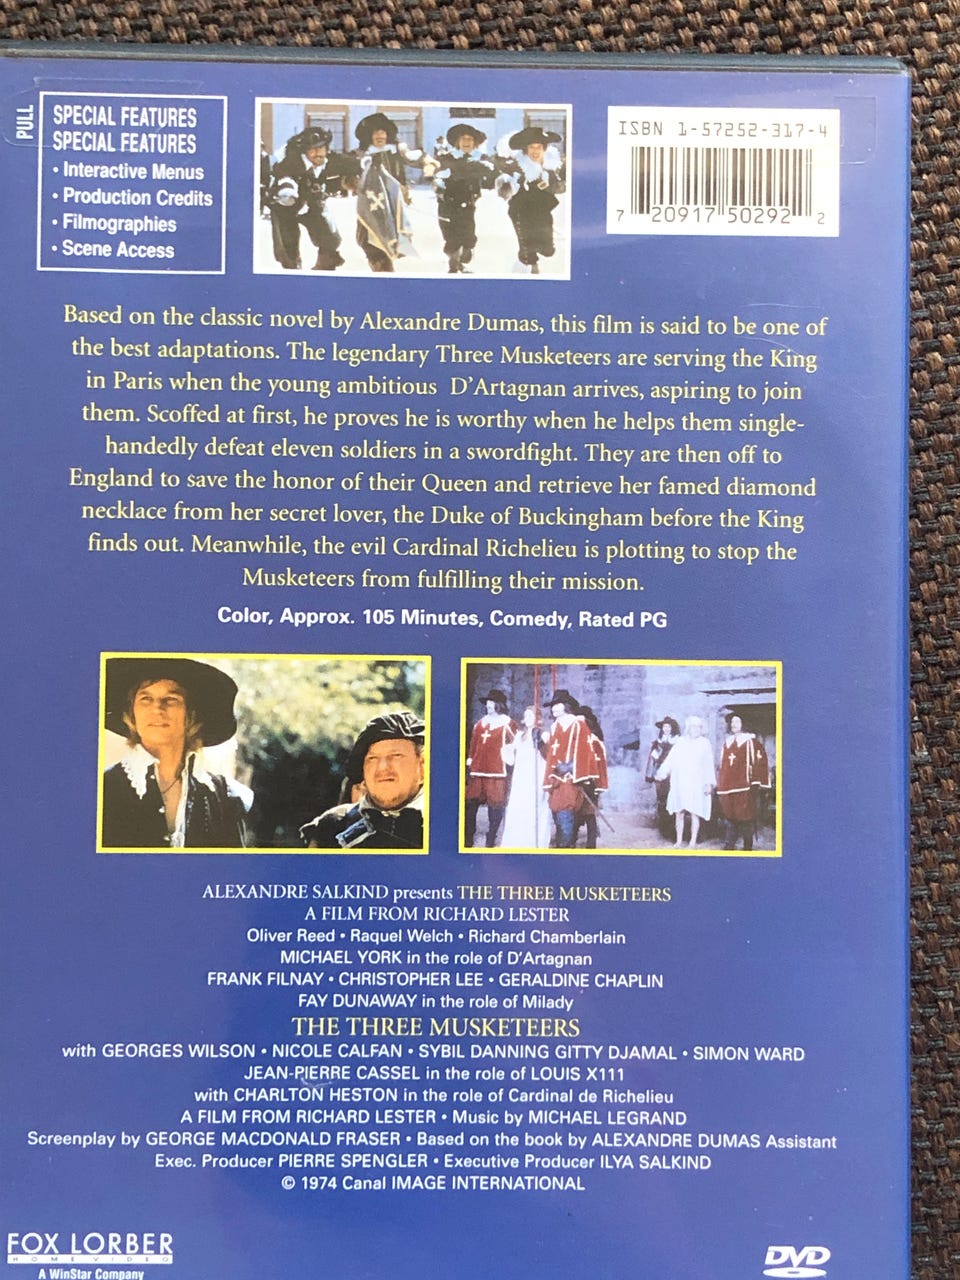 PULL
SPECIAL FEATURES
SPECIAL FEATURES
• Interactive Menus
• Production Credits
• Filmographies
• Scene Access
ISBN 1-57252-317-4
7 20917 50292 2
Based on the classic novel by Alexandre Dumas, this film is said to be one of
the best adaptations. The legendary Three Musketeers are serving the King
in Paris when the young ambitious D'Artagnan arrives, aspiring to join
them. Scoffed at first, he proves he is worthy when he helps them single-
handedly defeat eleven soldiers in a swordfight. They are then off to
England to save the honor of their Queen and retrieve her famed diamond
necklace from her secret lover, the Duke of Buckingham before the King
finds out. Meanwhile, the evil Cardinal Richelieu is plotting to stop the
Musketeers from fulfilling their mission.
Color, Approx. 105 Minutes, Comedy, Rated PG
ALEXANDRE SALKIND presents THE THREE MUSKETEERS
A FILM FROM RICHARD LESTER
Oliver Reed • Raquel Welch • Richard Chamberlain
MICHAEL YORK in the role of D'Artagnan
FRANK FILNAY • CHRISTOPHER LEE • GERALDINE CHAPLIN
FAY DUNAWAY in the role of Milady
THE THREE MUSKETEERS
with GEORGES WILSON • NICOLE CALFAN • SYBIL DANNING GITTY DJAMAL • SIMON WARD
JEAN-PIERRE CASSEL in the role of LOUIS X111
with CHARLTON HESTON in the role of Cardinal de Richelieu
A FILM FROM RICHARD LESTER • Music by MICHAEL LEGRAND
Screenplay by GEORGE MACDONALD FRASER • Based on the book by ALEXANDRE DUMAS Assistant
Exec. Producer PIERRE SPENGLER • Executive Producer ILYA SALKIND
© 1974 Canal IMAGE INTERNATIONAL
FOX LORBER
HOME VIDEO
A WinStar Company
DVD